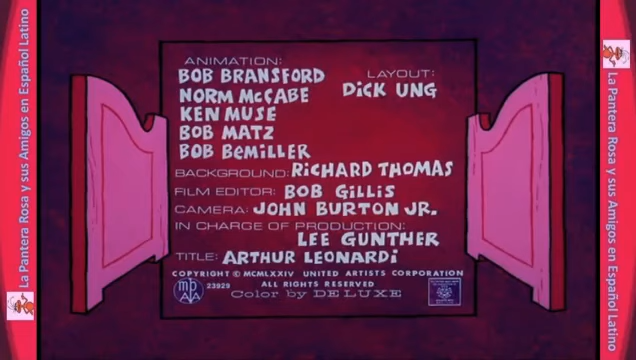 La Pantera Rosa y sus Amigos en Español Latino
ANIMATION:
BOB BRANSFORD
NORM McCABE
KEN MUSE
BOB MATZ
BOB BeMILLER
LAYOUT:
DiCK UNG
BACKGROUND: RiCHARD THOMAS
FILM EDITOR: BOB GiLLiS
CAMERA: JOHN BURTON JR.
IN CHARGE OF PRODUCTION:
LEE GUNTHER
TITLE: ARTHUR LEONARDi
COPYRIGHT © MCMLXXIV UNITED ARTISTS CORPORATION
ALL RIGHTS RESERVED
23929
Color by DE LUXE
La Pantera Rosa y sus Amigos en Español Latino